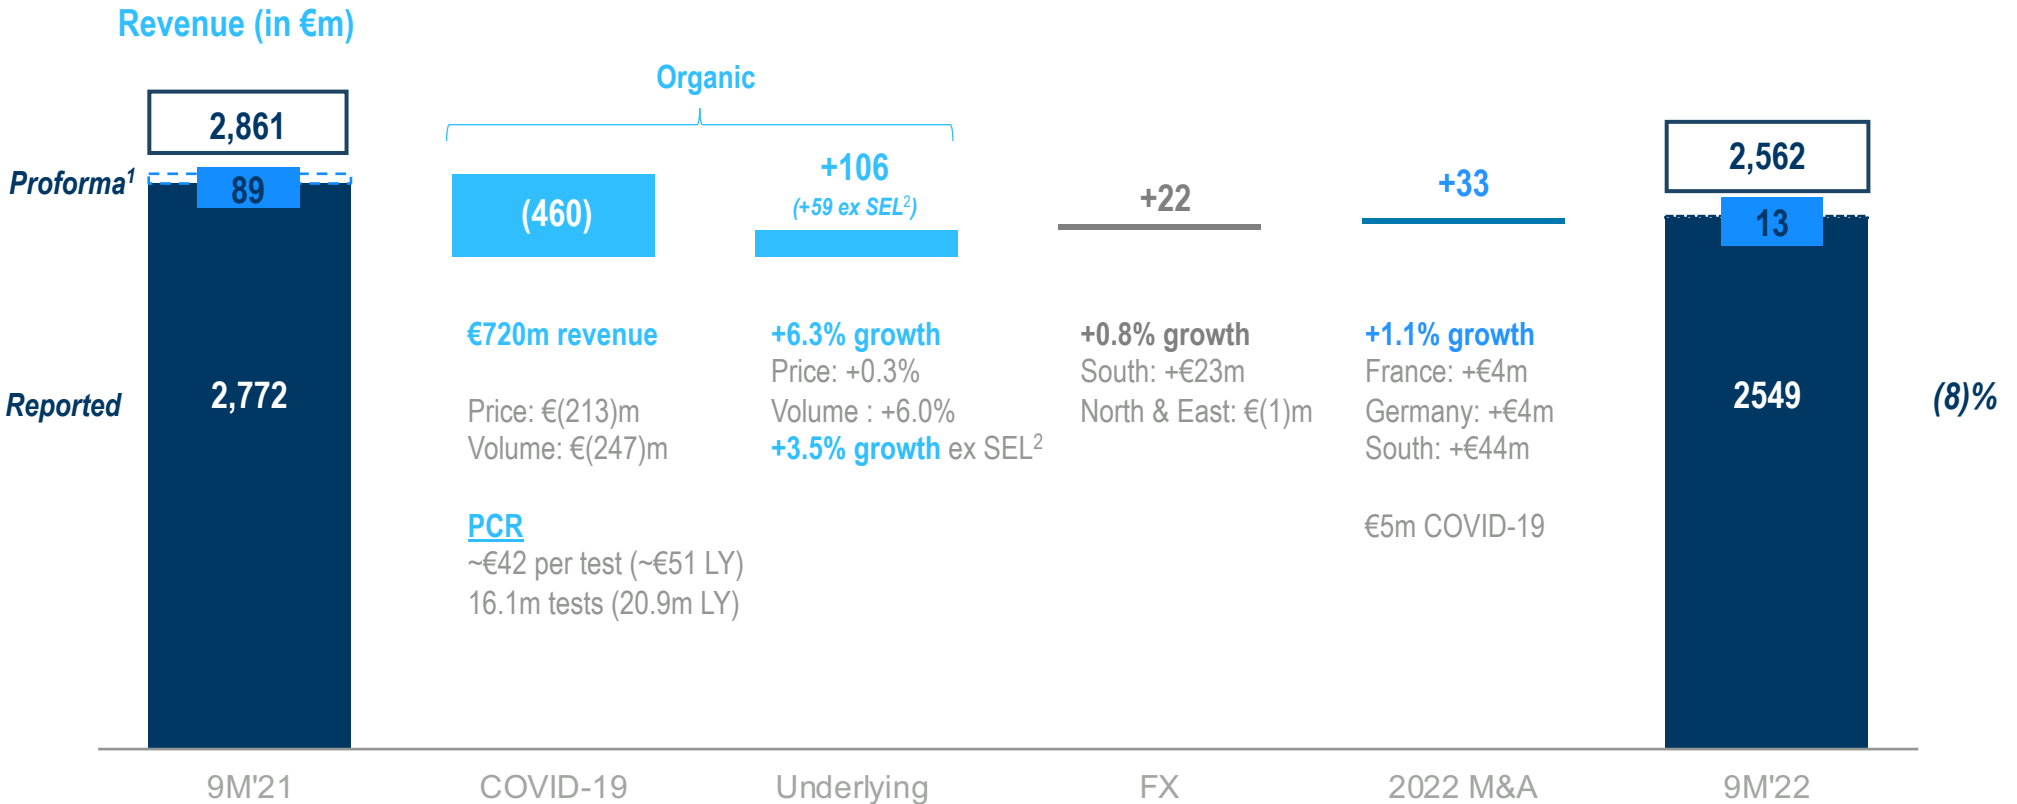 Revenue (in €m)
Organic
2,861
Proforma¹
89
Reported
2,772
(460)
€720m revenue
Price: €(213)m
Volume: €(247)m
PCR
~€42 per test (~€51 LY)
16.1m tests (20.9m LY)
+106
(+59 ex SEL²)
+6.3% growth
Price: +0.3%
Volume : +6.0%
+3.5% growth ex SEL²
+22
+0.8% growth
South: +€23m
North & East: €(1)m
+33
+1.1% growth
France: +€4m
Germany: +€4m
South: +€44m
€5m COVID-19
2,562
13
2549
(8)%
9M'21
COVID-19
Underlying
FX
2022 M&A
9M'22